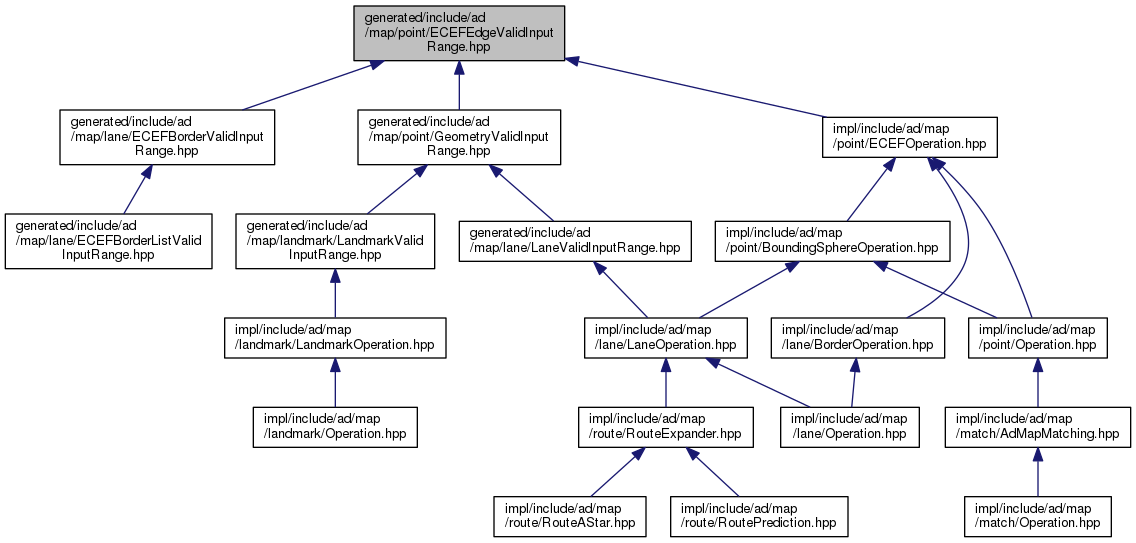 generated/include/ad
/map/point/ECEFEdgeValidInput
Range.hpp
generated/include/ad
/map/lane/ECEFBorderValidInput
Range.hpp
generated/include/ad
/map/point/GeometryValidInput
Range.hpp
impl/include/ad/map
/point/ECEFOperation.hpp
generated/include/ad
/map/lane/ECEFBorderListValid
InputRange.hpp
generated/include/ad
/map/landmark/LandmarkValid
InputRange.hpp
generated/include/ad
/map/lane/LaneValidInputRange.hpp
impl/include/ad/map
/point/BoundingSphereOperation.hpp
impl/include/ad/map
/landmark/LandmarkOperation.hpp
impl/include/ad/map
/lane/LaneOperation.hpp
impl/include/ad/map
/lane/BorderOperation.hpp
impl/include/ad/map
/point/Operation.hpp
impl/include/ad/map
/landmark/Operation.hpp
impl/include/ad/map
/route/RouteExpander.hpp
impl/include/ad/map
/lane/Operation.hpp
impl/include/ad/map
/match/AdMapMatching.hpp
impl/include/ad/map
/route/RouteAStar.hpp
impl/include/ad/map
/route/RoutePrediction.hpp
impl/include/ad/map
/match/Operation.hpp